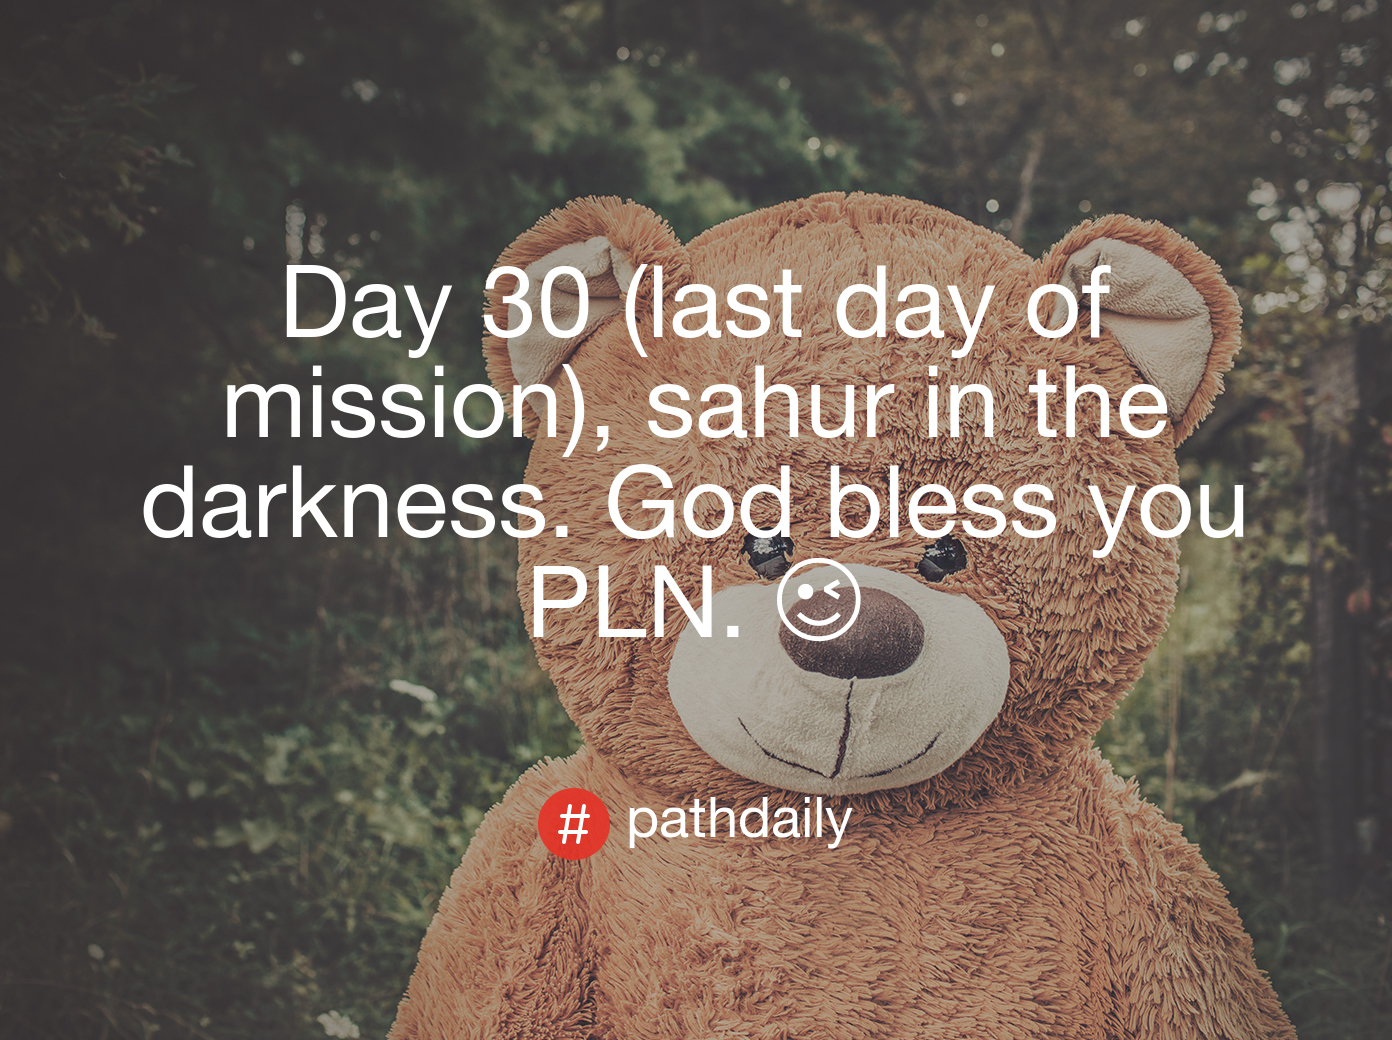 Day 30 (last day of
mission), sahur in the
darkness. God bless you
PLN. 😉
# pathdaily